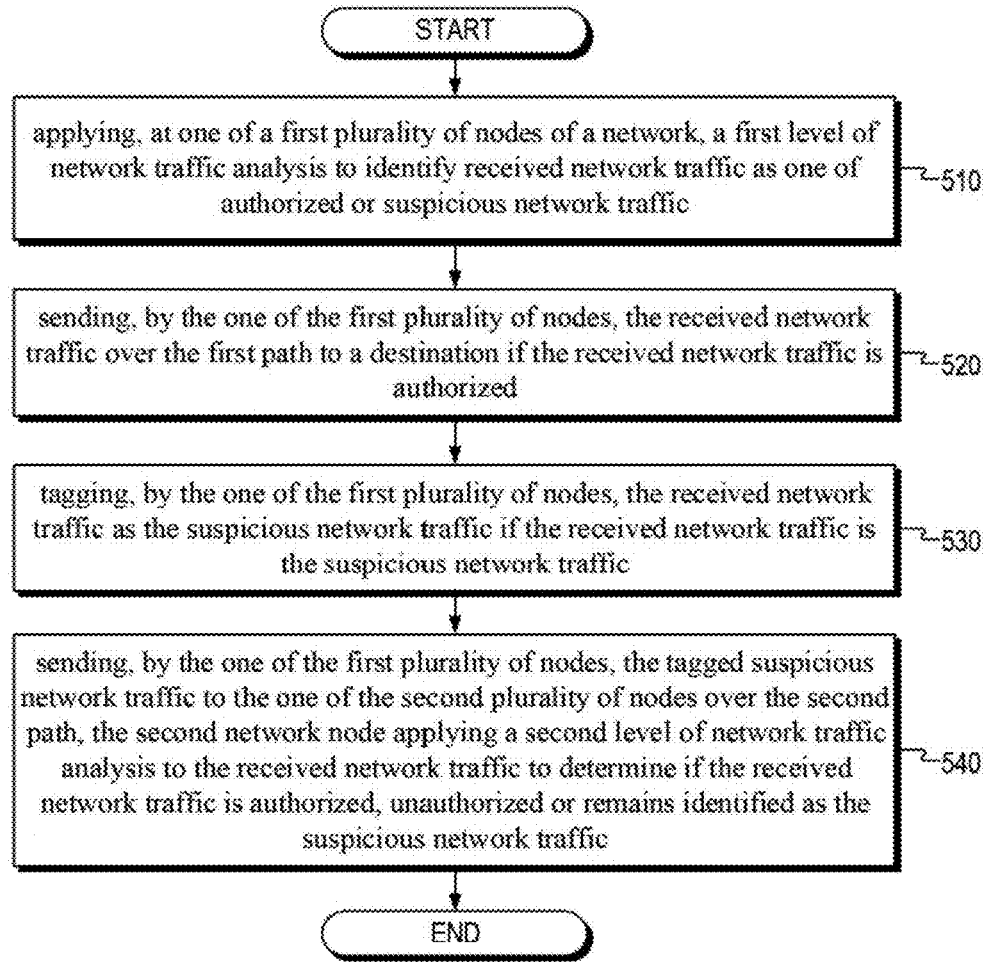 START
applying, at one of a first plurality of nodes of a network, a first level of
network traffic analysis to identify received network traffic as one of
authorized or suspicious network traffic
510
sending, by the one of the first plurality of nodes, the received network
traffic over the first path to a destination if the received network traffic is
authorized
520
tagging, by the one of the first plurality of nodes, the received network
traffic as the suspicious network traffic if the received network traffic is
the suspicious network traffic
530
sending, by the one of the first plurality of nodes, the tagged suspicious
network traffic to the one of the second plurality of nodes over the second
path, the second network node applying a second level of network traffic
analysis to the received network traffic to determine if the received
network traffic is authorized, unauthorized or remains identified as the
suspicious network traffic
540
END